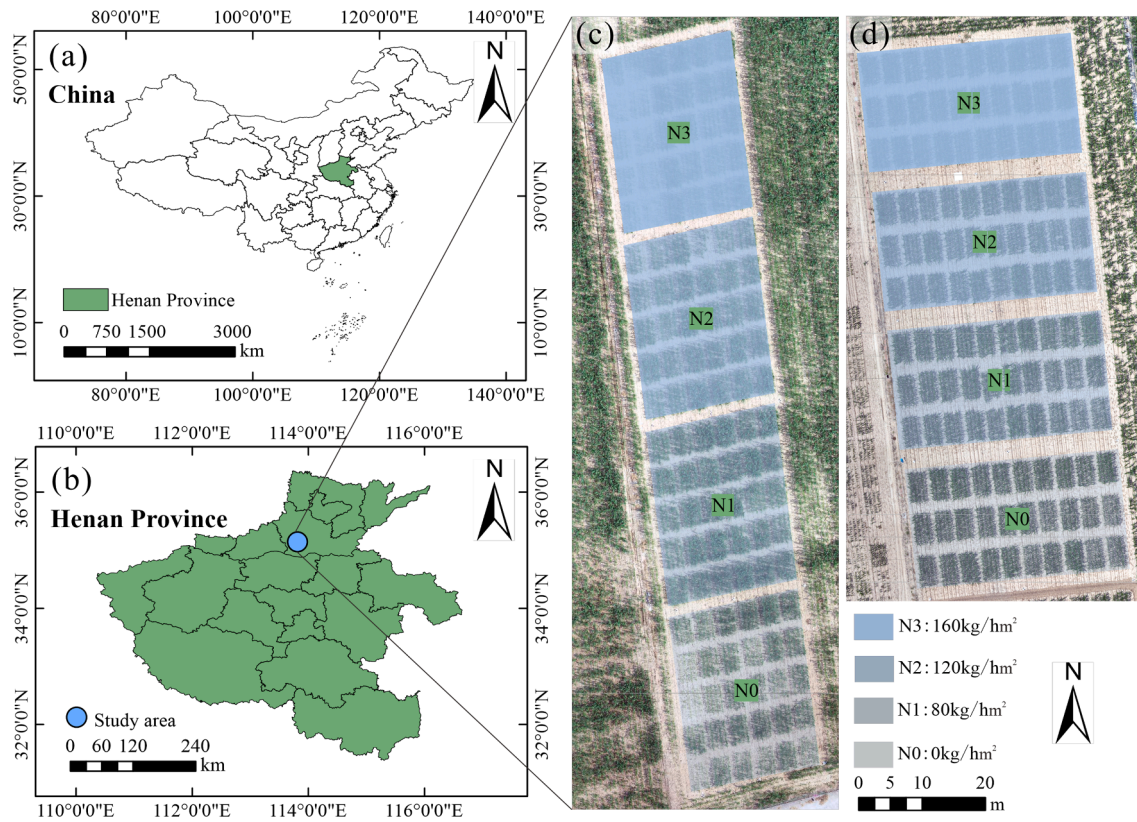 80°0'0"E 100°0'0"E 120°0'0"E 140°0'0"E
(a)
China
N
50°0'0"N
30°0'0"N
10°0'0"N
50°0'0"N
30°0'0"N
10°0'0"N
Henan Province
0 750 1500 3000
km
80°0'0"E 100°0'0"E 120°0'0"E 140°0'0"E
110°0'0"E 112°0'0"E 114°0'0"E 116°0'0"E
(b)
Henan Province
N
36°0'0"N
34°0'0"N
32°0'0"N
36°0'0"N
34°0'0"N
32°0'0"N
Study area
0 60 120 240
km
110°0'0"E 112°0'0"E 114°0'0"E 116°0'0"E
(c)
N3
N2
N1
N0
(d)
N3
N2
N1
N0
N3:160kg/hm²
N2:120kg/hm²
N1:80kg/hm²
N0:0kg/hm²
N
0 5 10 20
m